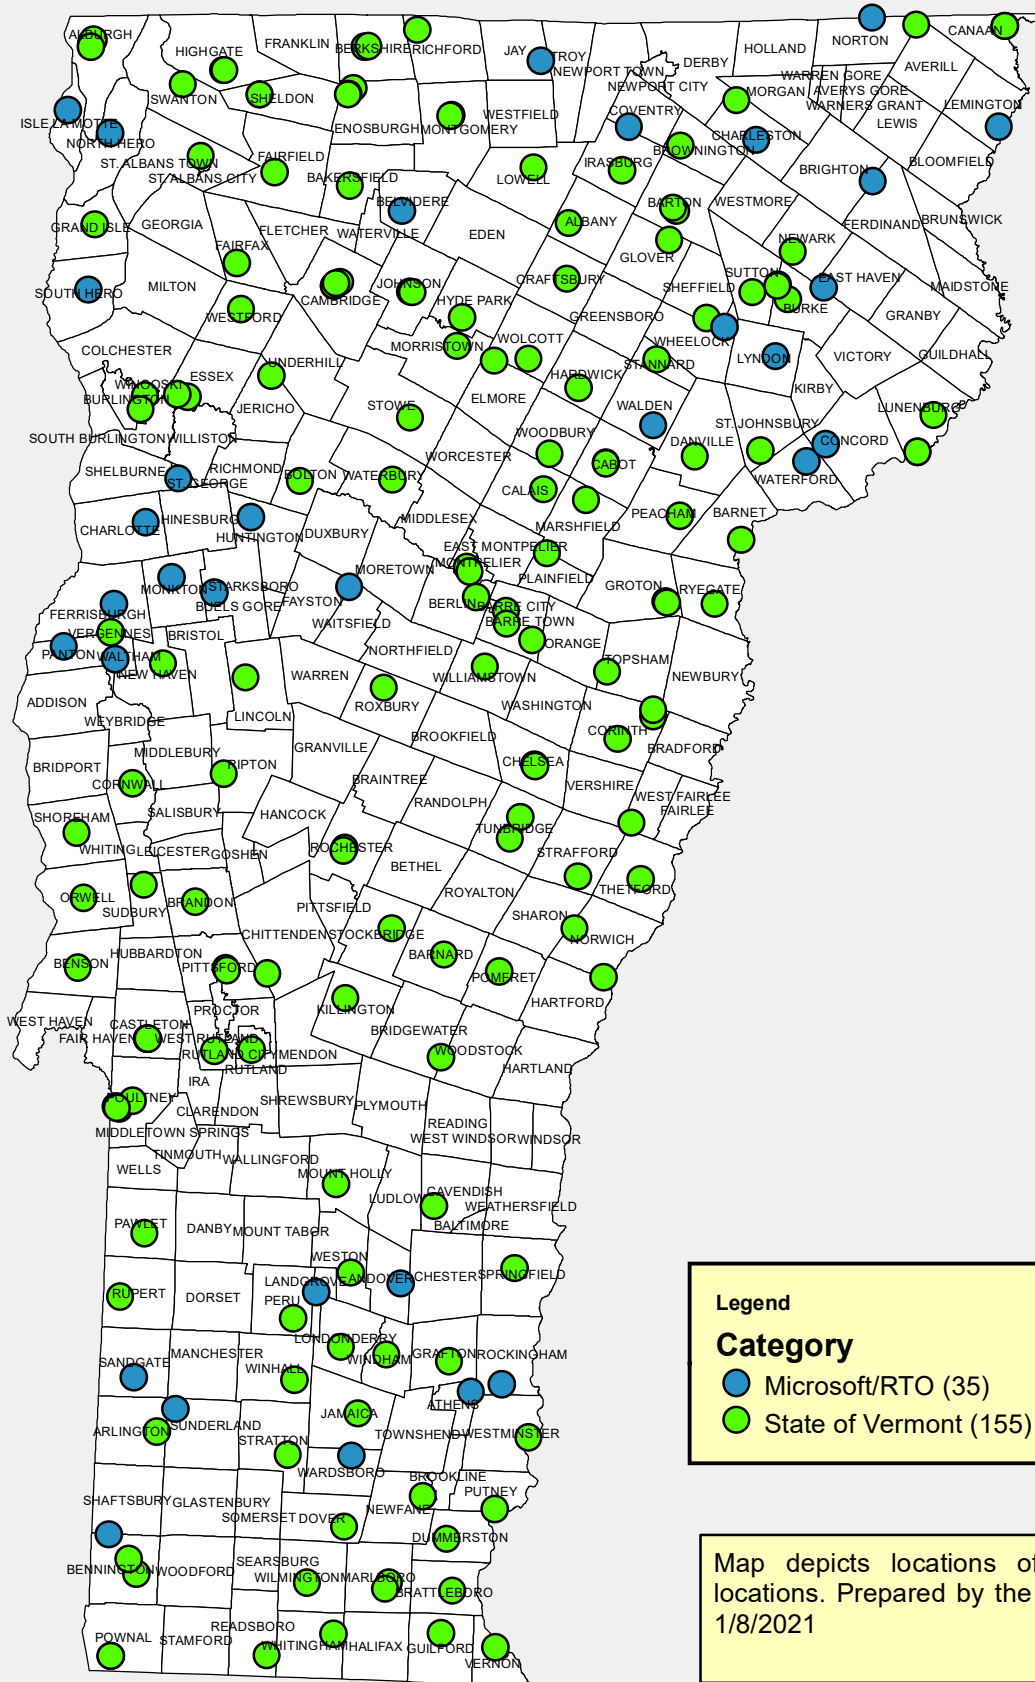 ALBURGH
HIGHGATE
FRANKLIN
BERKSHIRE
RICHFORD
JAY
TROY
NEWPORT TOWN
NEWPORT CITY
DERBY
HOLLAND
NORTON
CANAAN
AVERILL
WARREN GORE
AVERYS GORE
WARNERS GRANT
LEWIS
LEMINGTON
MORGAN
SWANTON
SHELDON
ISLE LA MOTTE
NORTH HERO
ENOSBURGH
MONTGOMERY
WESTFIELD
COVENTRY
BROWNINGTON
CHARLESTON
BRIGHTON
BLOOMFIELD
ST. ALBANS TOWN
ST. ALBANS CITY
FAIRFIELD
BAKERSFIELD
LOWELL
IRASBURG
BELVIDERE
BARTON
WESTMORE
FERDINAND
BRUNSWICK
GRAND ISLE
GEORGIA
FLETCHER
WATERVILLE
EDEN
ALBANY
GLOVER
NEWARK
FAIRFAX
SOUTH HERO
MILTON
CAMBRIDGE
JOHNSON
HYDE PARK
CRAFTSBURY
SHEFFIELD
SUTTON
BURKE
EAST HAVEN
MAIDSTONE
GRANBY
WESTFORD
GREENSBORO
WHEELOCK
COLCHESTER
UNDERHILL
MORRISTOWN
WOLCOTT
STANNARD
LYNDON
VICTORY
GUILDHALL
WINOOSKI
ESSEX
BURLINGTON
JERICHO
STOWE
ELMORE
HARDWICK
WALDEN
KIRBY
LUNENBURG
SOUTH BURLINGTON
WILLISTON
WOODBURY
ST. JOHNSBURY
CONCORD
DANVILLE
SHELBURNE
RICHMOND
ST. GEORGE
BOLTON
WATERBURY
WORCESTER
CABOT
WATERFORD
CALAIS
CHARLOTTE
HINESBURG
HUNTINGTON
DUXBURY
MIDDLESEX
MARSHFIELD
PEACHAM
BARNET
EAST MONTPELIER
MONTPELIER
MORETOWN
PLAINFIELD
MONKTON
STARKSBORO
BUELS GORE
FAYSTON
BERLIN
BARRE CITY
BARRE TOWN
GROTON
RYEGATE
FERRISBURGH
VERGENNES
BRISTOL
WAITSFIELD
NORTHFIELD
ORANGE
PANTON
WALTHAM
NEW HAVEN
WARREN
WILLIAMSTOWN
TOPSHAM
NEWBURY
ADDISON
WEYBRIDGE
LINCOLN
ROXBURY
WASHINGTON
CORINTH
BRADFORD
BRIDPORT
MIDDLEBURY
GRANVILLE
BROOKFIELD
CORNWALL
RIPTON
BRAINTREE
CHELSEA
VERSHIRE
WEST FAIRLEE
FAIRLEE
SHOREHAM
SALISBURY
HANCOCK
RANDOLPH
TUNBRIDGE
WHITING
LEICESTER
GOSHEN
ROCHESTER
BETHEL
STRAFFORD
THETFORD
ORWELL
SUDBURY
BRANDON
PITTSFIELD
ROYALTON
SHARON
NORWICH
CHITTENDEN
STOCKBRIDGE
HUBBARDTON
BENSON
PITTSFORD
BARNARD
POMFRET
HARTFORD
WEST HAVEN
FAIR HAVEN
CASTLETON
PROCTOR
WEST RUTLAND
RUTLAND CITY
RUTLAND
MENDON
KILLINGTON
BRIDGEWATER
WOODSTOCK
HARTLAND
IRA
POULTNEY
CLARENDON
SHREWSBURY
PLYMOUTH
READING
WEST WINDSOR
WINDSOR
MIDDLETOWN SPRINGS
TINMOUTH
WALLINGFORD
WELLS
MOUNT HOLLY
LUDLOW
CAVENDISH
WEATHERSFIELD
BALTIMORE
PAWLET
DANBY
MOUNT TABOR
WESTON
LANDGROVE
ANDOVER
CHESTER
SPRINGFIELD
RUPERT
DORSET
PERU
LONDONDERRY
WINDHAM
GRAFTON
ROCKINGHAM
SANDGATE
MANCHESTER
WINHALL
ATHENS
ARLINGTON
SUNDERLAND
JAMAICA
TOWNSHEND
WESTMINSTER
STRATTON
WARDSBORO
BROOKLINE
PUTNEY
SHAFTSBURY
GLASTENBURY
SOMERSET
DOVER
NEWFANE
DUMMERSTON
BENNINGTON
WOODFORD
SEARSBURG
WILMINGTON
MARLBORO
BRATTLEBORO
POWNAL
STAMFORD
READSBORO
WHITINGHAM
HALIFAX
GUILFORD
VERNON
Legend
Category
Microsoft/RTO (35)
State of Vermont (155)
Map depicts locations of
locations. Prepared by the
1/8/2021